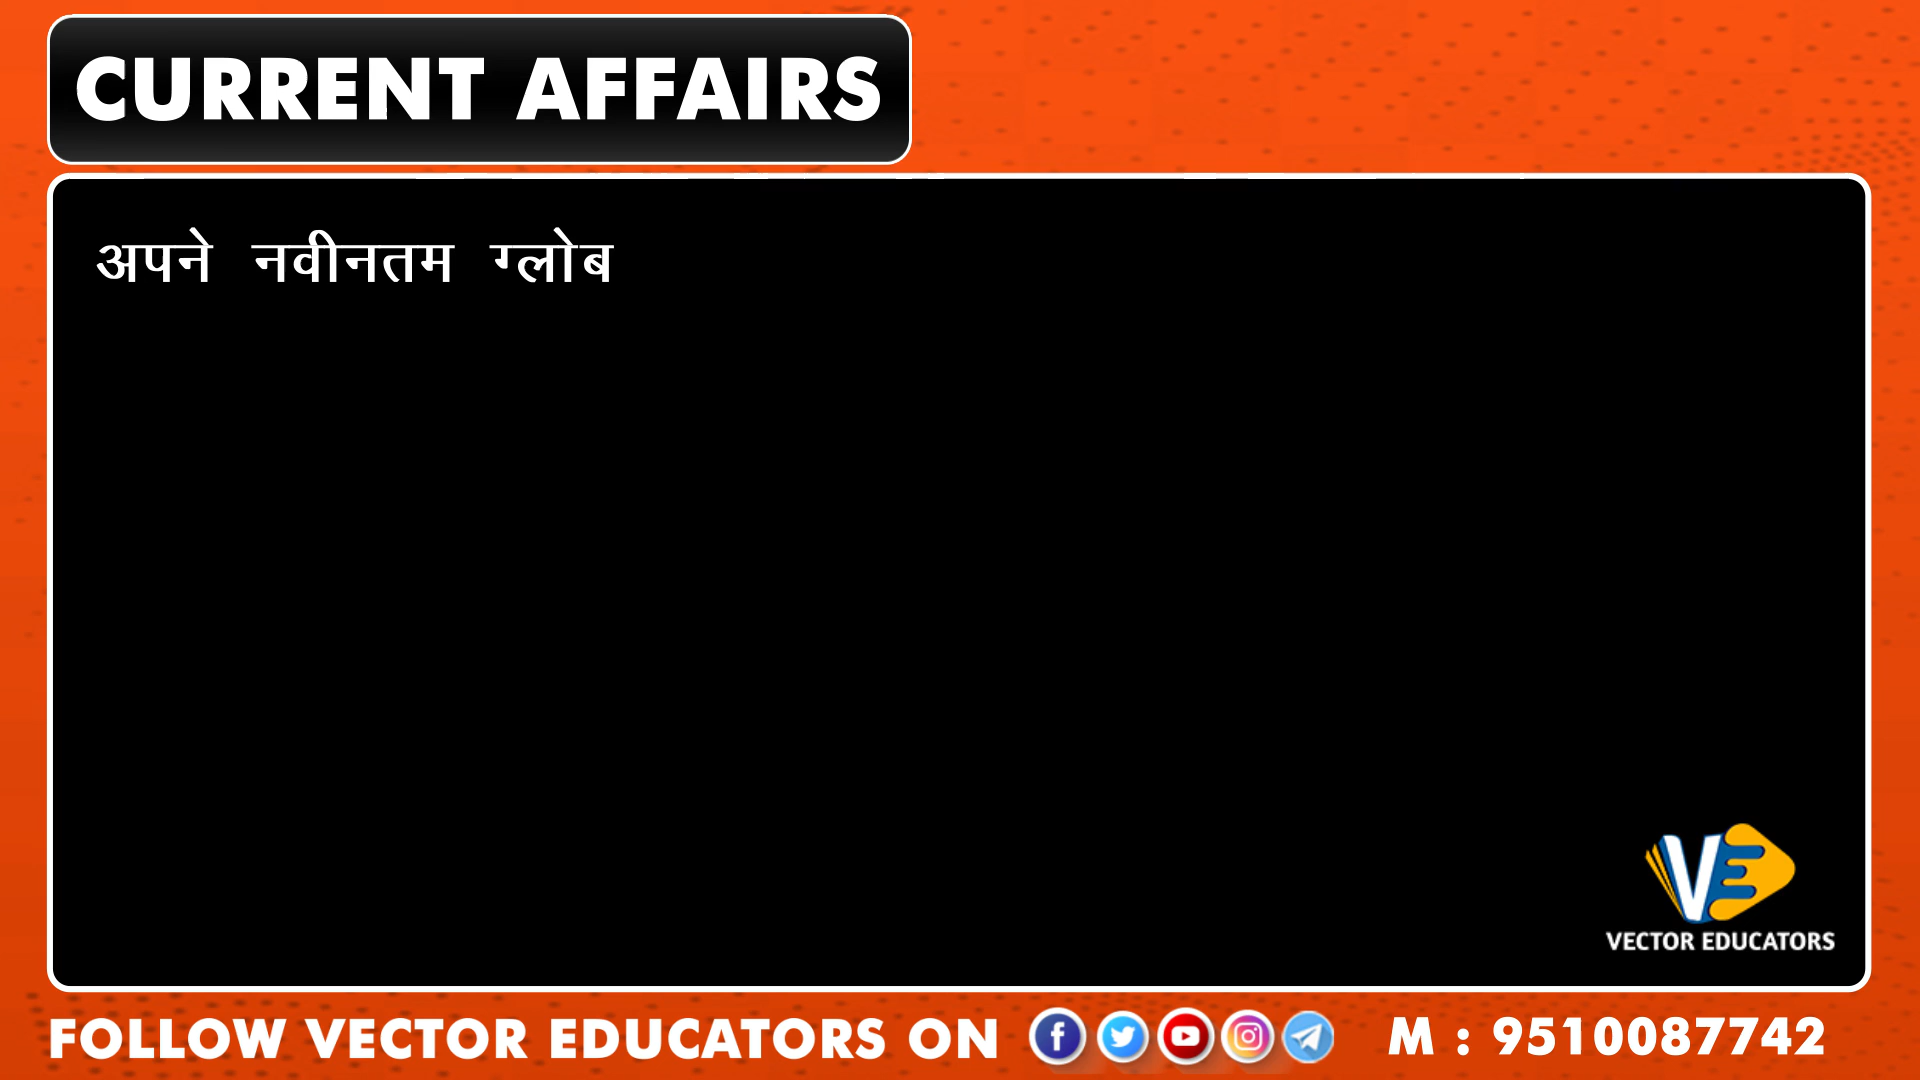 CURRENT AFFAIRS
अपने नवीनतम ग्लोब
VECTOR EDUCATORS
FOLLOW VECTOR EDUCATORS ON M : 9510087742